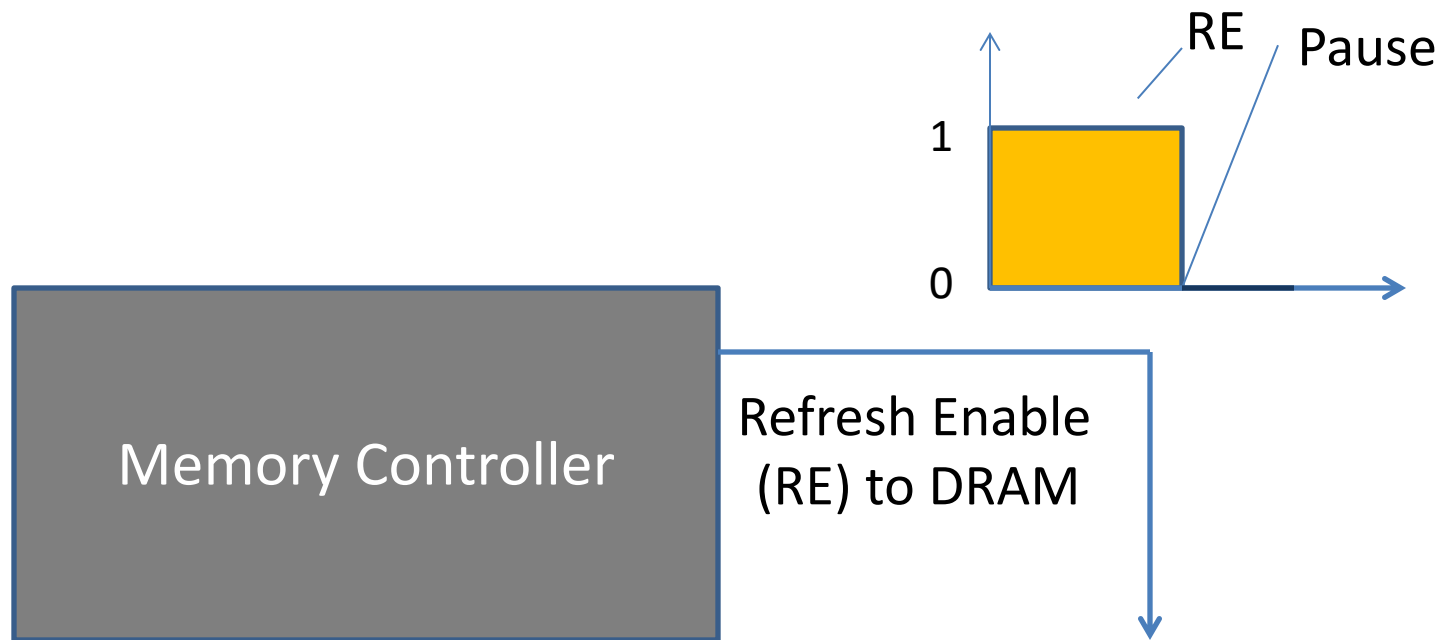 RE
Pause
1
0
Memory Controller
Refresh Enable
(RE) to DRAM